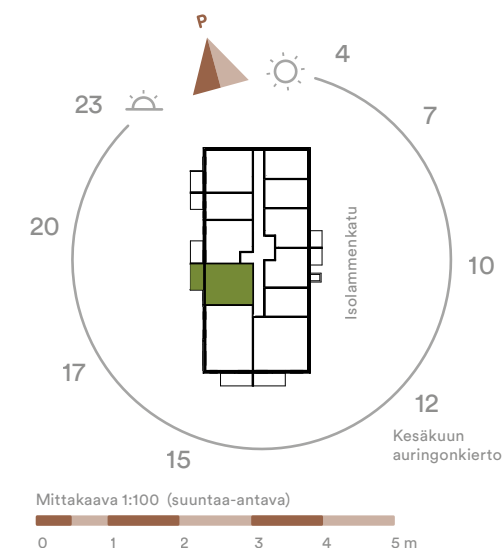 P
4
23
7
20
10
Isolammenkatu
17
12
Kesäkuun
auringonkierto
15
Mittakaava 1:100 (suuntaa-antava)
0 1 2 3 4 5 m